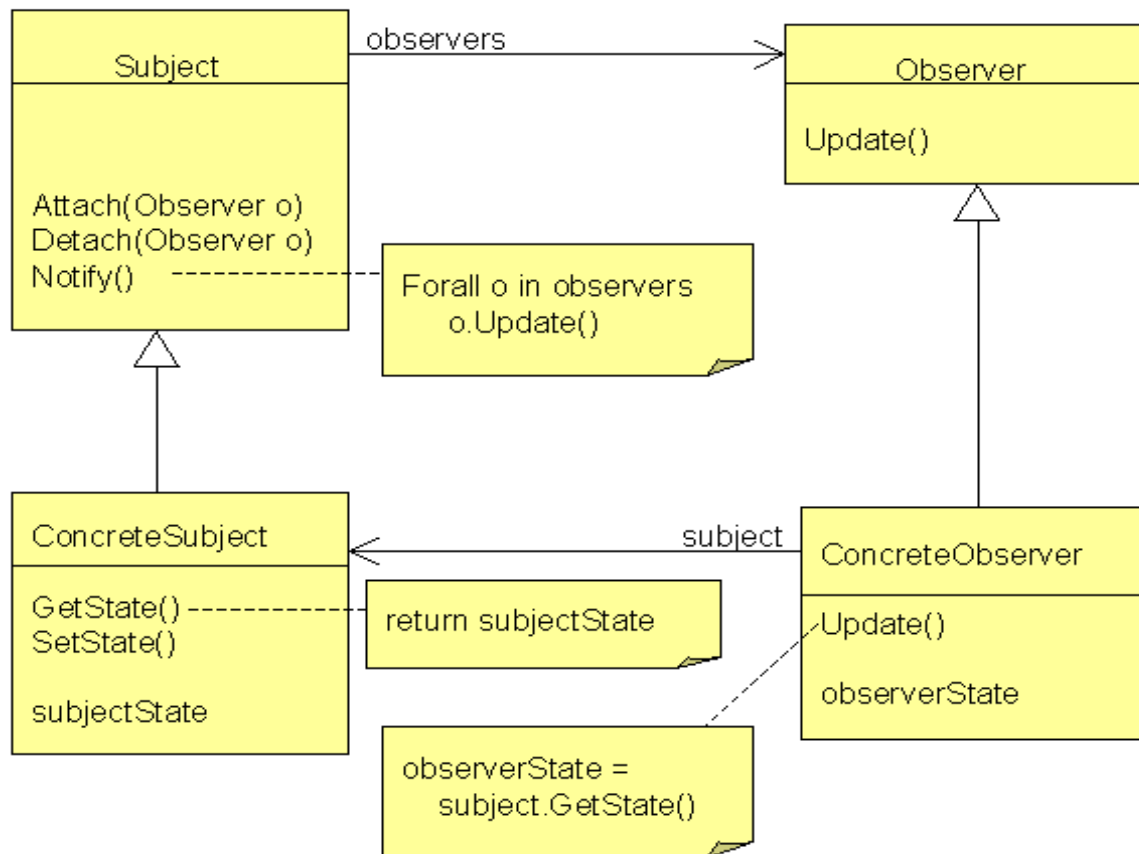 observers
Subject
Observer
Update()
Attach(Observer o)
Detach(Observer o)
Notify()
Forall o in observers
o.Update()
ConcreteSubject
subject
ConcreteObserver
GetState()
SetState()
return subjectState
Update()
subjectState
observerState
observerState =
subject.GetState()